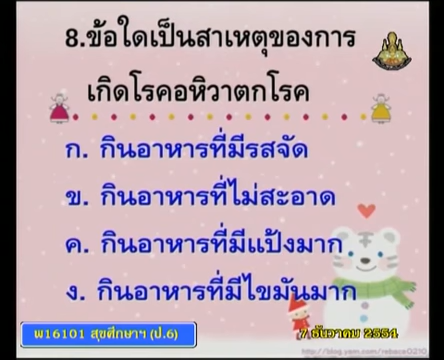 8.ข้อใดเป็นสาเหตุของการ
เกิดโรคอหิวาตกโรค
ก. กินอาหารที่มีรสจัด
ข. กินอาหารที่ไม่สะอาด
ค. กินอาหารที่มีแป้งมาก
ง. กินอาหารที่มีไขมันมาก
พ16101 สุขศึกษาฯ (ป.6)
7 ธันวาคม 2554
http://blog.yam.com/rebaca0210